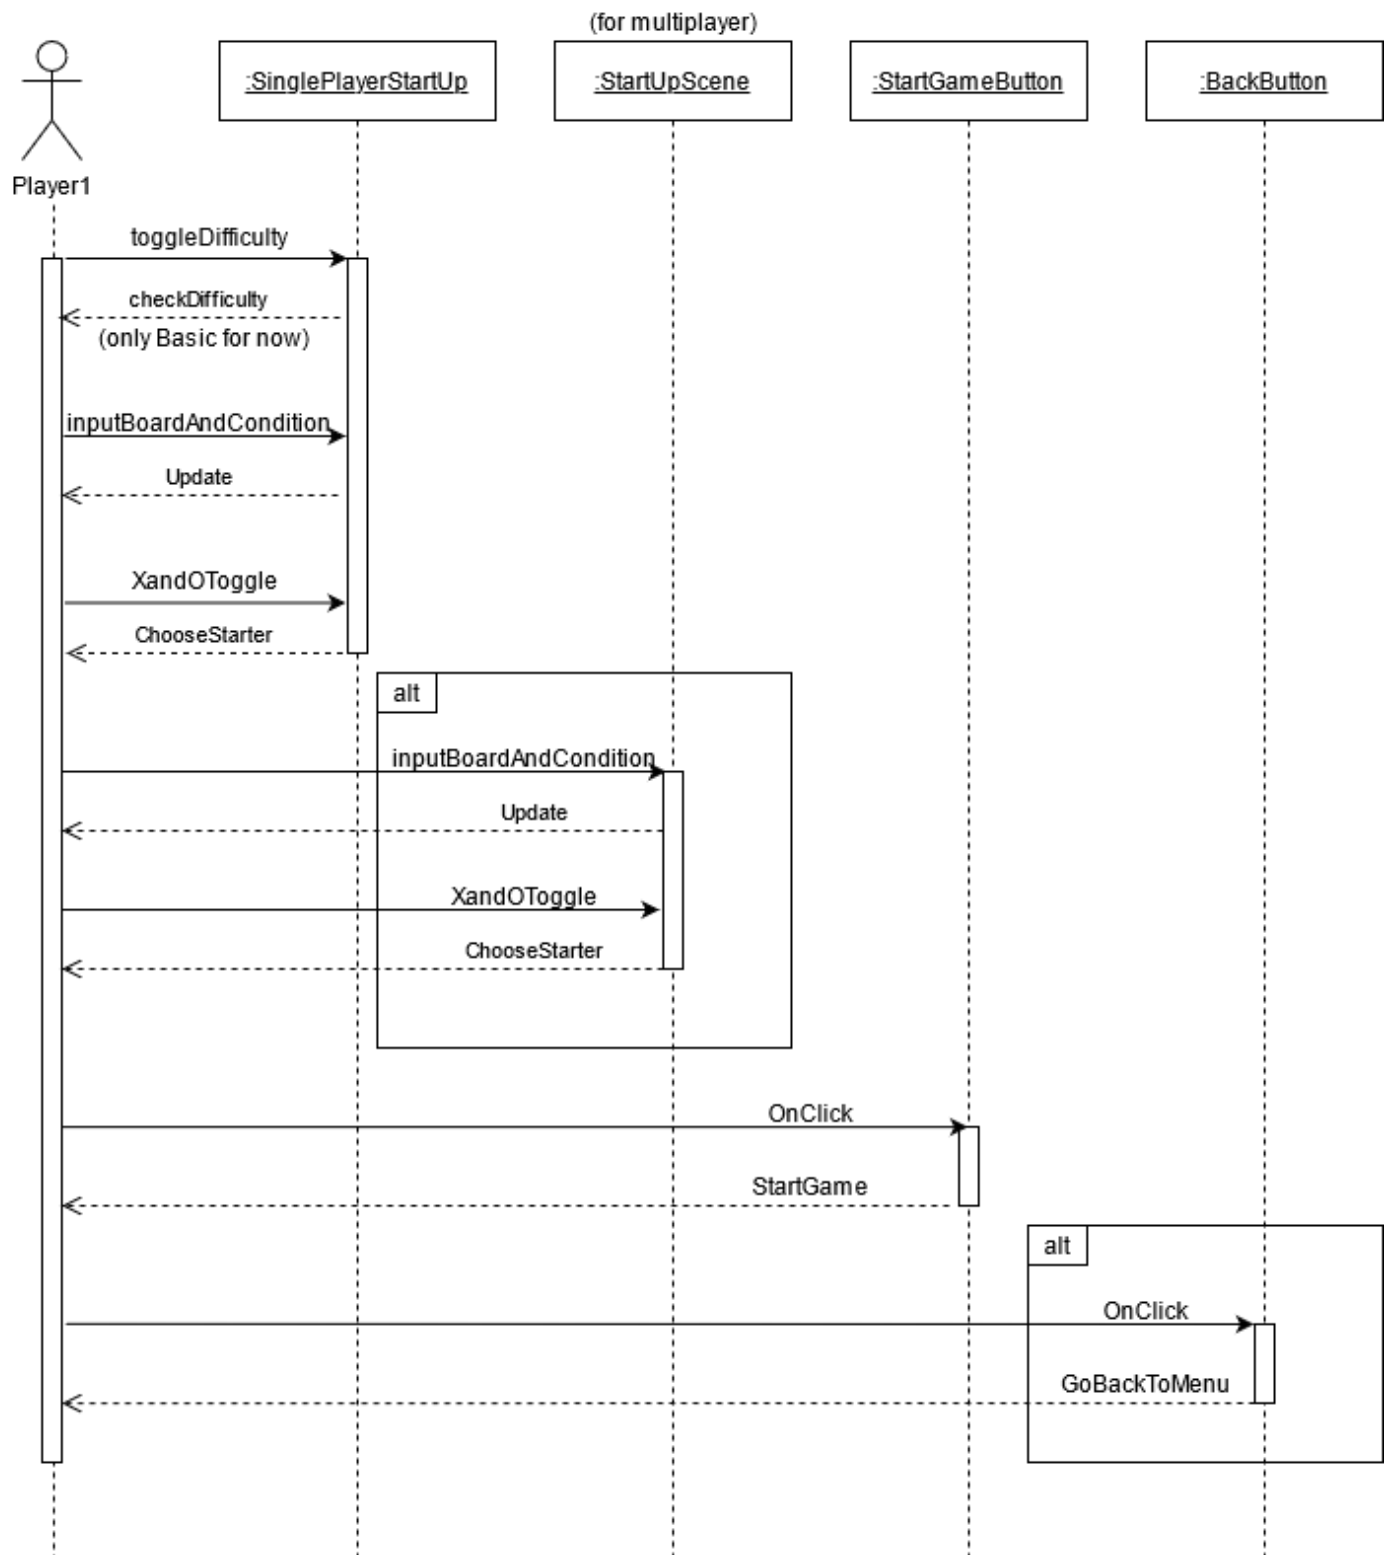 (for multiplayer)
:SinglePlayerStartUp
:StartUpScene
:StartGameButton
:BackButton
Player1
toggleDifficulty
checkDifficulty
(only Basic for now)
inputBoardAndCondition
Update
XandOToggle
ChooseStarter
alt
inputBoardAndCondition
Update
XandOToggle
ChooseStarter
OnClick
StartGame
alt
OnClick
GoBackToMenu